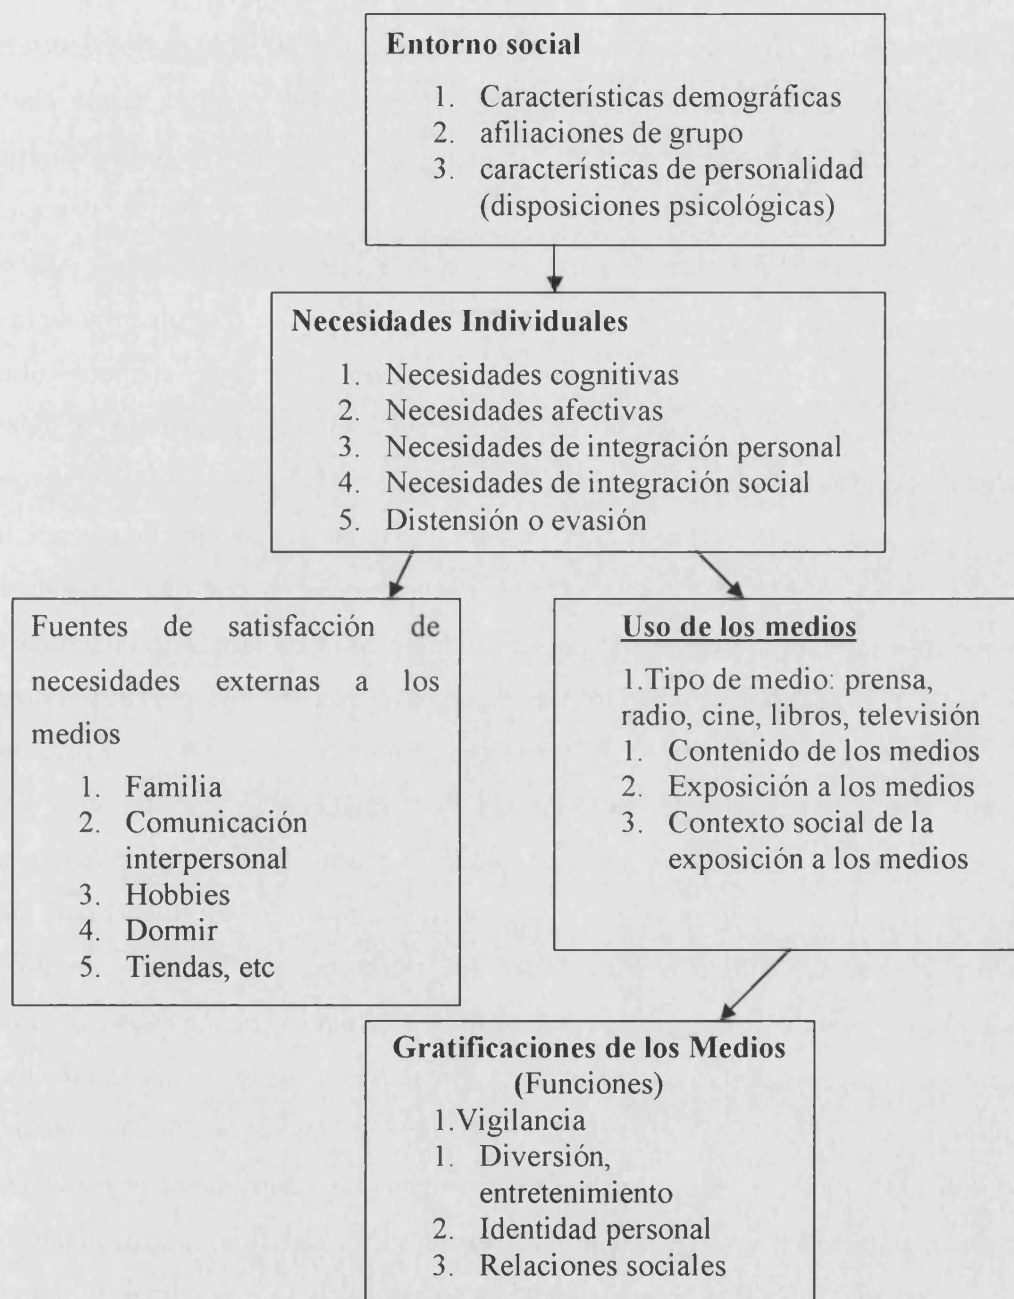 Entorno social
1. Características demográficas
2. afiliaciones de grupo
3. características de personalidad
(disposiciones psicológicas)
Necesidades Individuales
1. Necesidades cognitivas
2. Necesidades afectivas
3. Necesidades de integración personal
4. Necesidades de integración social
5. Distensión o evasión
Fuentes de satisfacción de
necesidades externas a los
medios
1. Familia
2. Comunicación
interpersonal
3. Hobbies
4. Dormir
5. Tiendas, etc
Uso de los medios
1.Tipo de medio: prensa,
radio, cine, libros, televisión
1. Contenido de los medios
2. Exposición a los medios
3. Contexto social de la
exposición a los medios
Gratificaciones de los Medios
(Funciones)
1.Vigilancia
1. Diversión,
entretenimiento
2. Identidad personal
3. Relaciones sociales